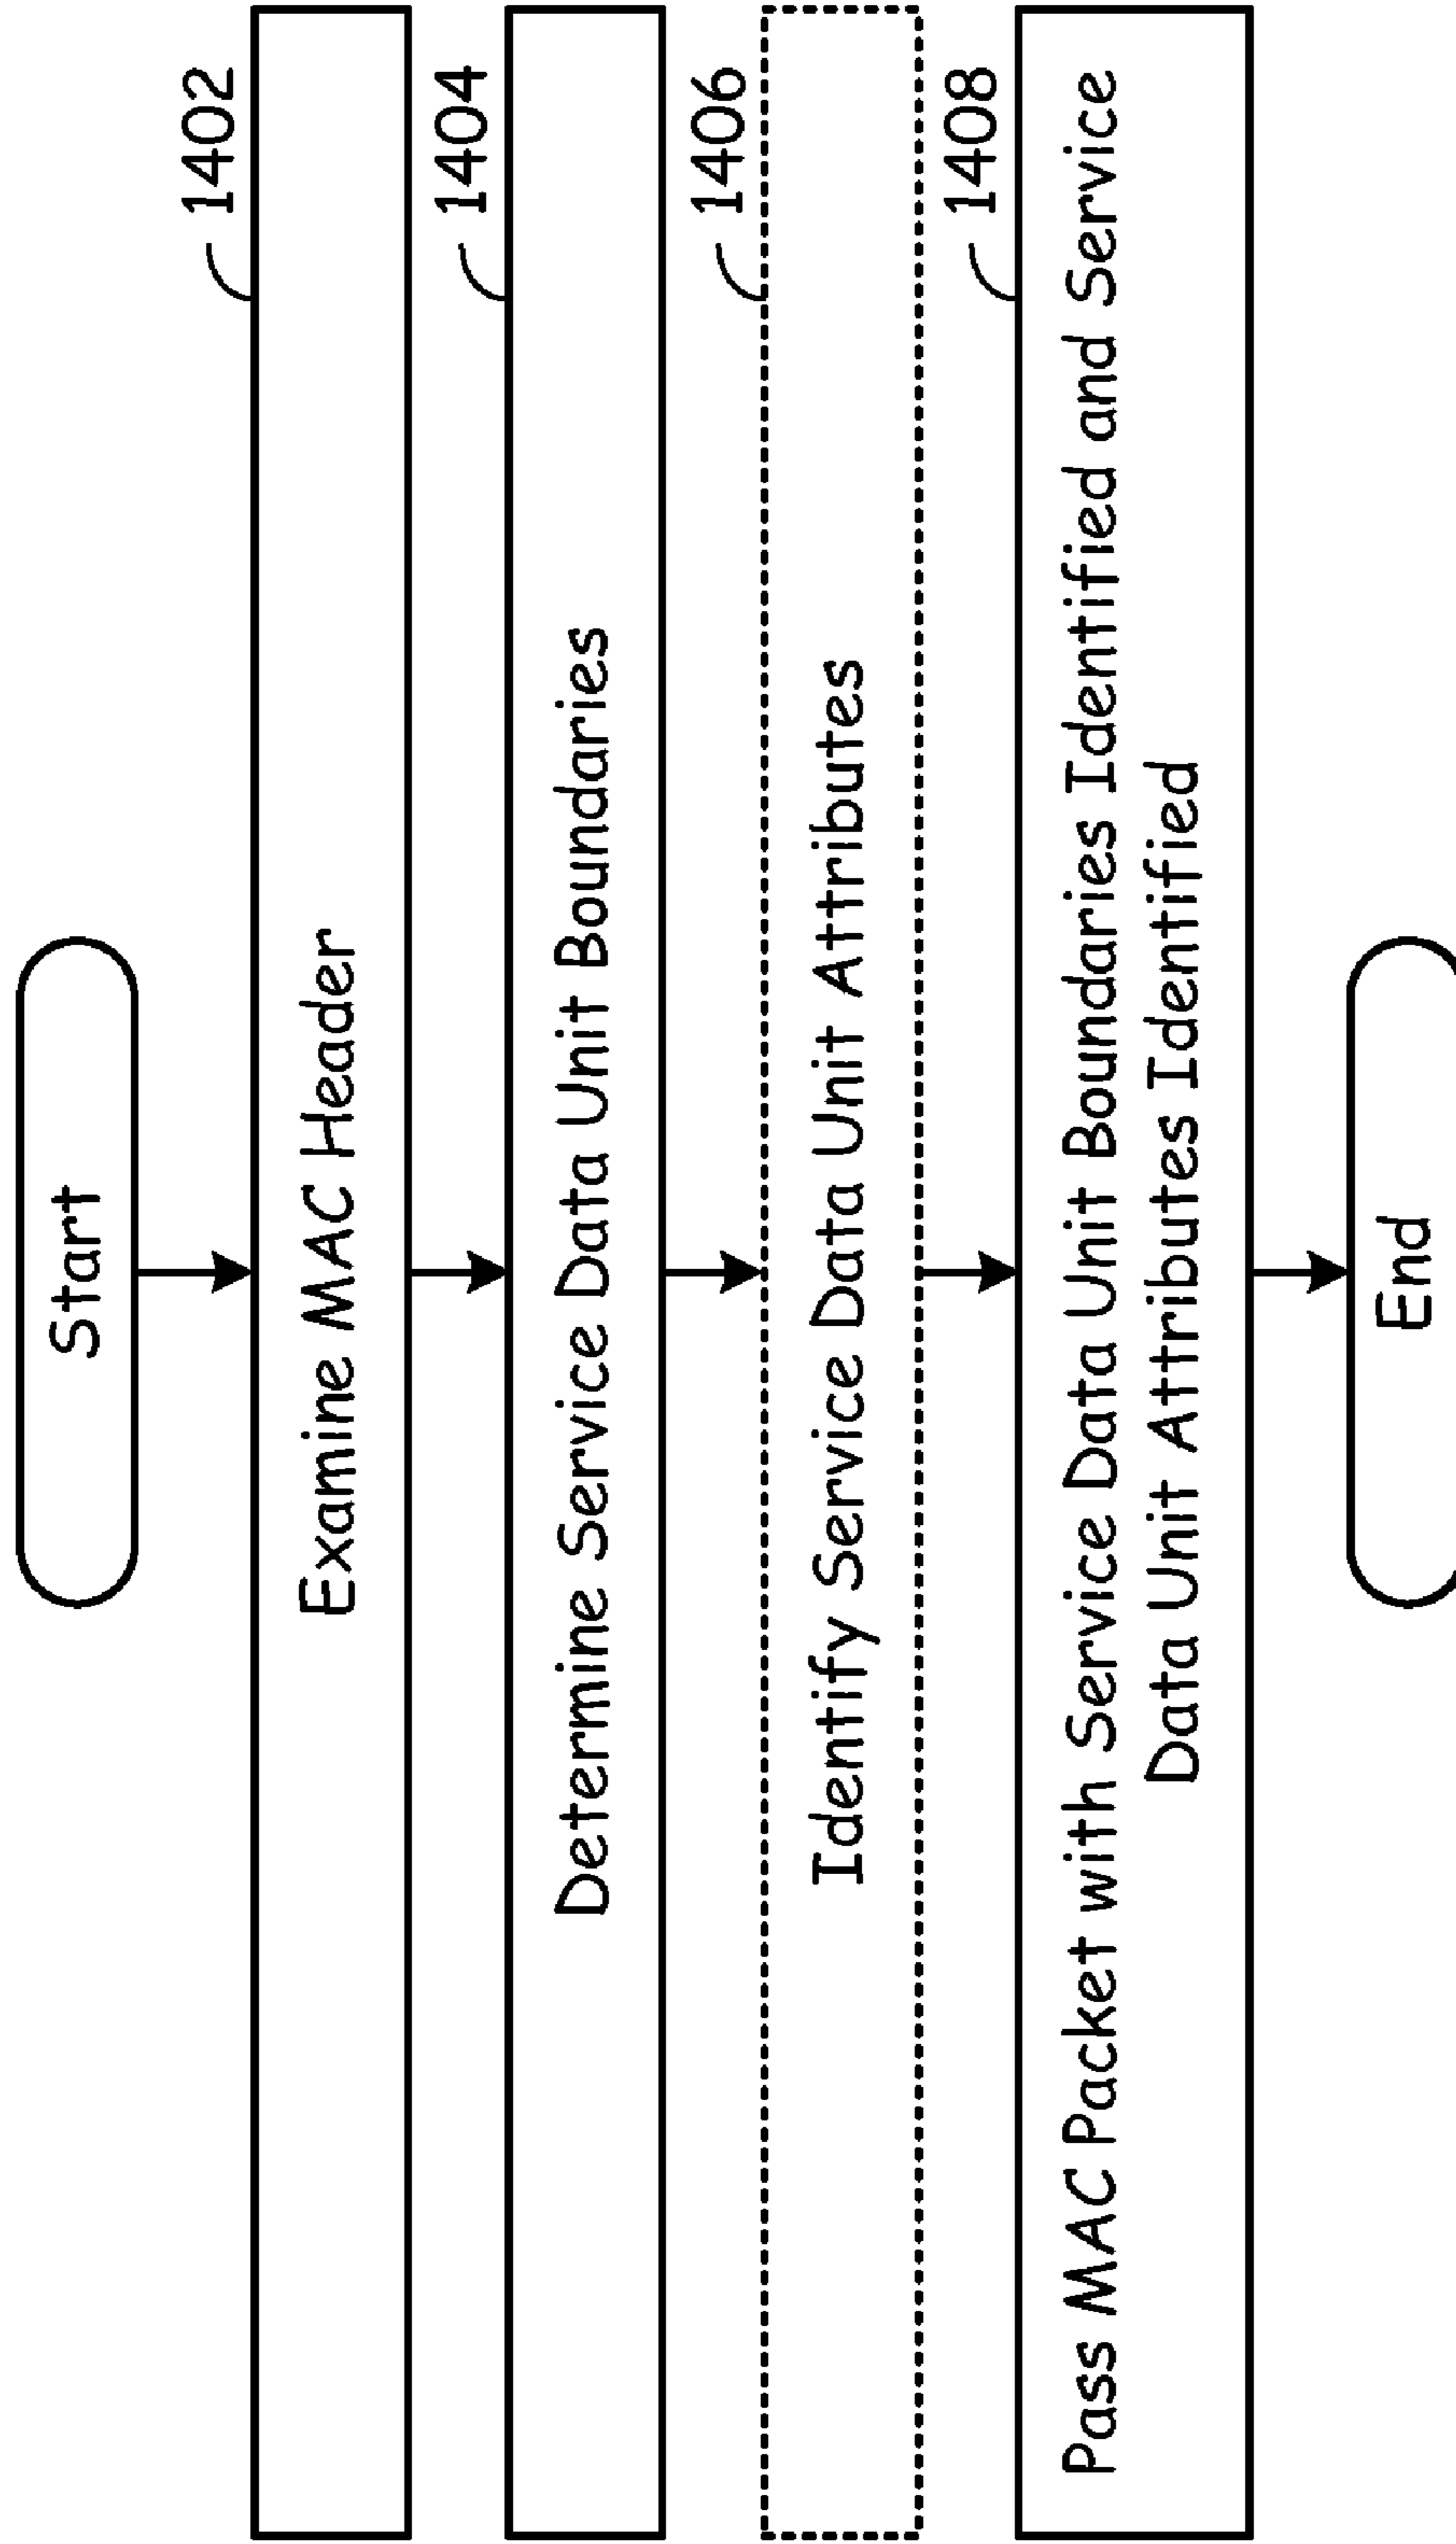 Start
1402
Examine MAC Header
1404
Determine Service Data Unit Boundaries
1406
Identify Service Data Unit Attributes
1408
Pass MAC Packet with Service Data Unit Boundaries Identified and Service
Data Unit Attributes Identified
End